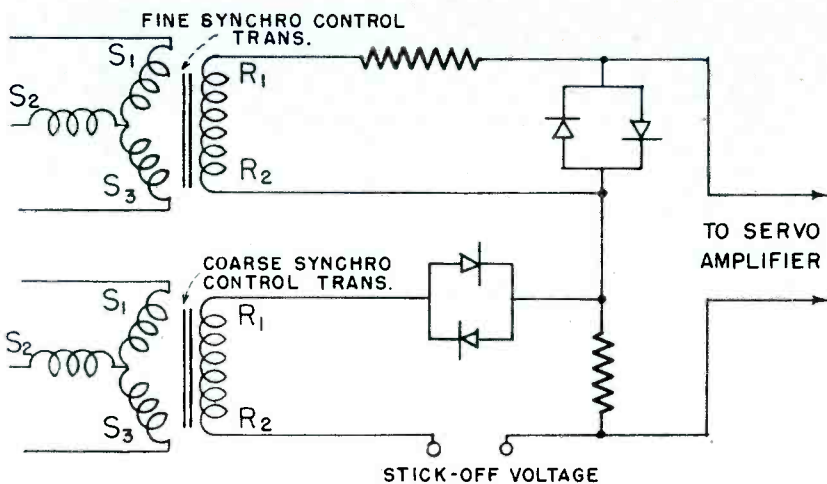 FINE SYNCHRO CONTROL
TRANS.
S1
S2
S3
R1
R2
TO SERVO
AMPLIFIER
COARSE SYNCHRO
CONTROL TRANS.
S1
S2
S3
R1
R2
STICK-OFF VOLTAGE